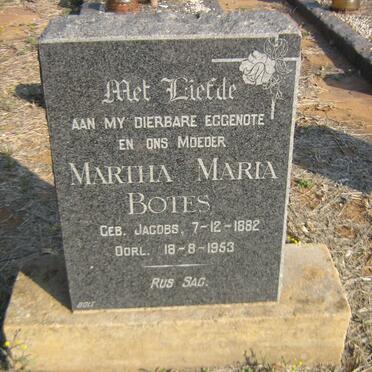 Met Liefde
AAN MY DIERBARE EGGENOTE
EN ONS MOEDER
MARTHA MARIA
BOTES
GEB. JACOBS, 7-12-1882
OORL. 18-8-1953
RUS SAG.
BOLT